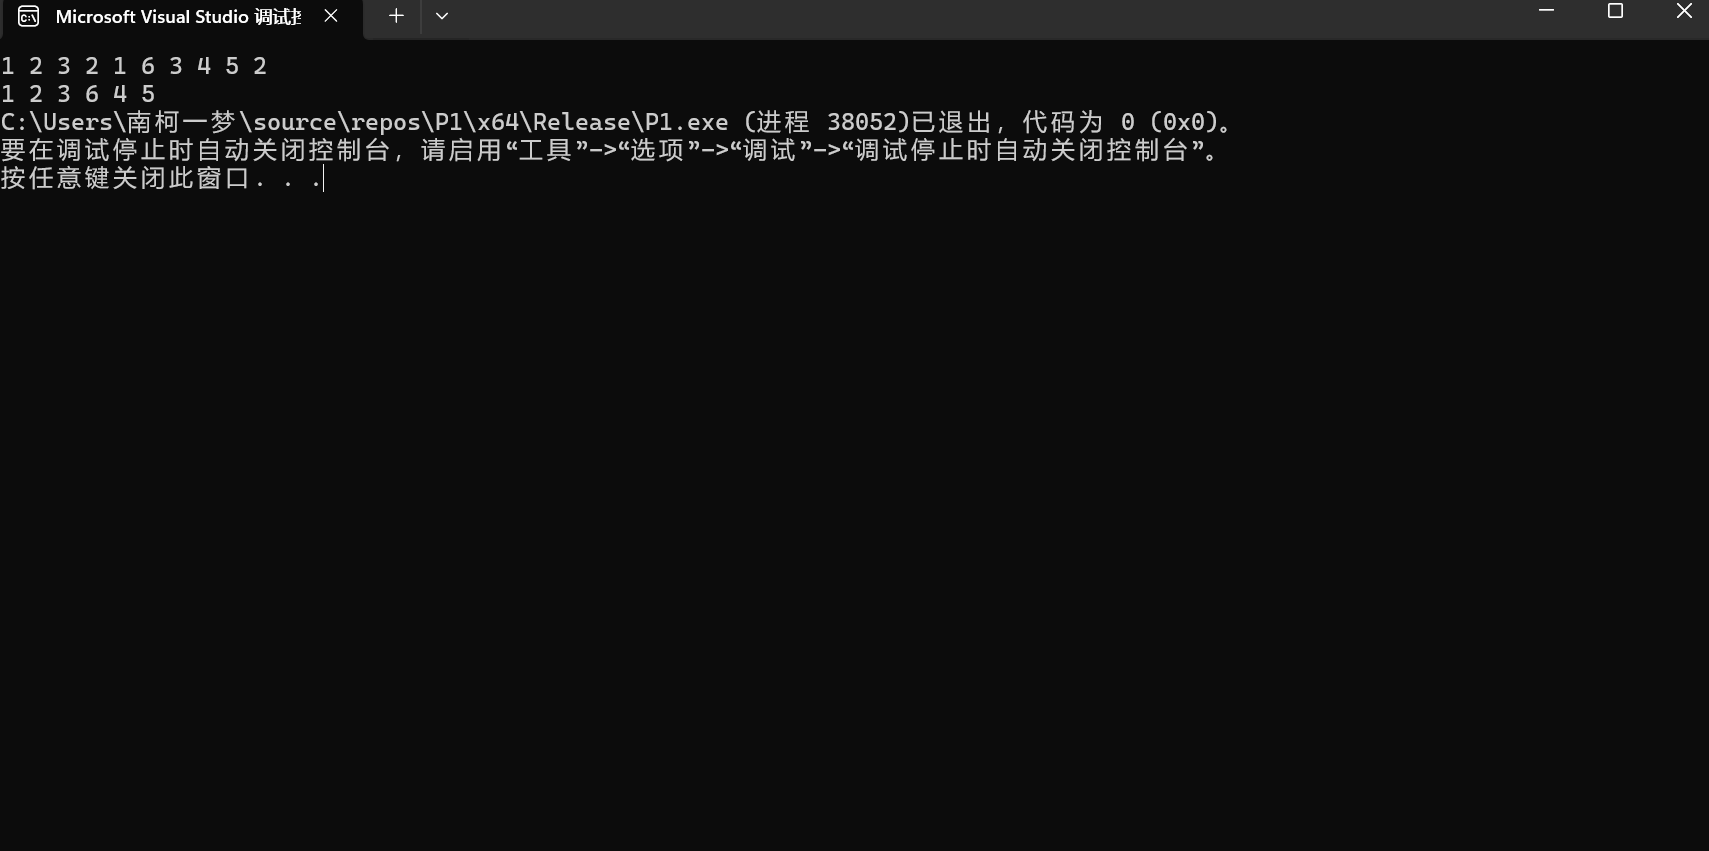 Microsoft Visual Studio 调试
1 2 3 2 1 6 3 4 5 2
1 2 3 6 4 5
C:\Users\南柯一梦\source\repos\P1\x64\Release\P1.exe (进程 38052)已退出，代码为 0 (0x0)。
要在调试停止时自动关闭控制台，请启用“工具”->“选项”->“调试”->“调试停止时自动关闭控制台”。
按任意键关闭此窗口. . .